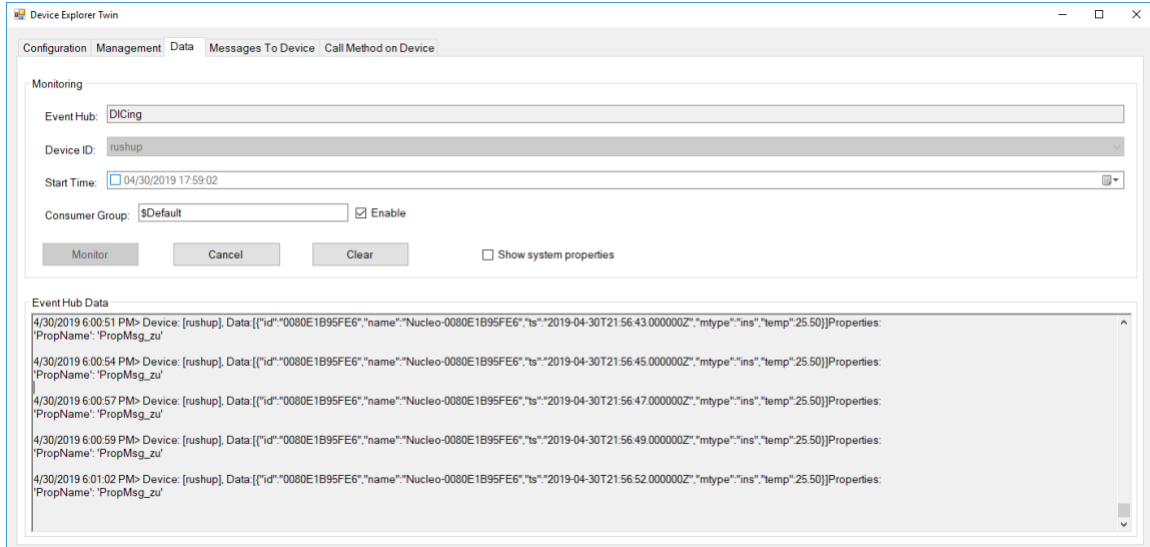 Device Explorer Twin
Configuration Management Data Messages To Device Call Method on Device
Monitoring
Event Hub: DICing
Device ID: rushup
Start Time: 04/30/2019 17:59:02
Consumer Group: $Default Enable
Monitor Cancel Clear Show system properties
Event Hub Data
4/30/2019 6:00:51 PM> Device: [rushup], Data:[{"id":"0080E1B95FE6","name":"Nucleo-0080E1B95FE6","ts":"2019-04-30T21:56:43.000000Z","mtype":"ins","temp":25.50}]Properties:
'PropName': 'PropMsg_zu'
4/30/2019 6:00:54 PM> Device: [rushup], Data:[{"id":"0080E1B95FE6","name":"Nucleo-0080E1B95FE6","ts":"2019-04-30T21:56:45.000000Z","mtype":"ins","temp":25.50}]Properties:
'PropName': 'PropMsg_zu'
4/30/2019 6:00:57 PM> Device: [rushup], Data:[{"id":"0080E1B95FE6","name":"Nucleo-0080E1B95FE6","ts":"2019-04-30T21:56:47.000000Z","mtype":"ins","temp":25.50}]Properties:
'PropName': 'PropMsg_zu'
4/30/2019 6:00:59 PM> Device: [rushup], Data:[{"id":"0080E1B95FE6","name":"Nucleo-0080E1B95FE6","ts":"2019-04-30T21:56:49.000000Z","mtype":"ins","temp":25.50}]Properties:
'PropName': 'PropMsg_zu'
4/30/2019 6:01:02 PM> Device: [rushup], Data:[{"id":"0080E1B95FE6","name":"Nucleo-0080E1B95FE6","ts":"2019-04-30T21:56:52.000000Z","mtype":"ins","temp":25.50}]Properties:
'PropName': 'PropMsg_zu'